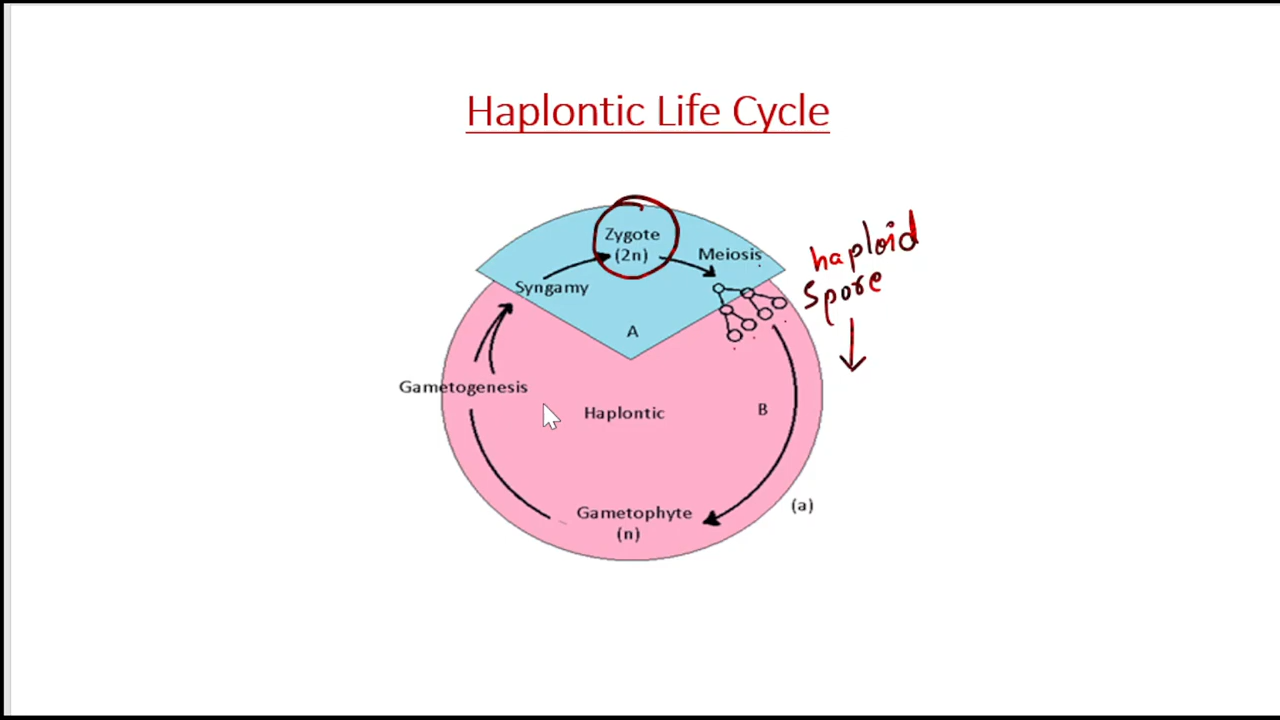 Haplontic Life Cycle
Zygote
(2n)
Meiosis
haploid
spore
Syngamy
A
Gametogenesis
Haplontic
B
(a)
Gametophyte
(n)